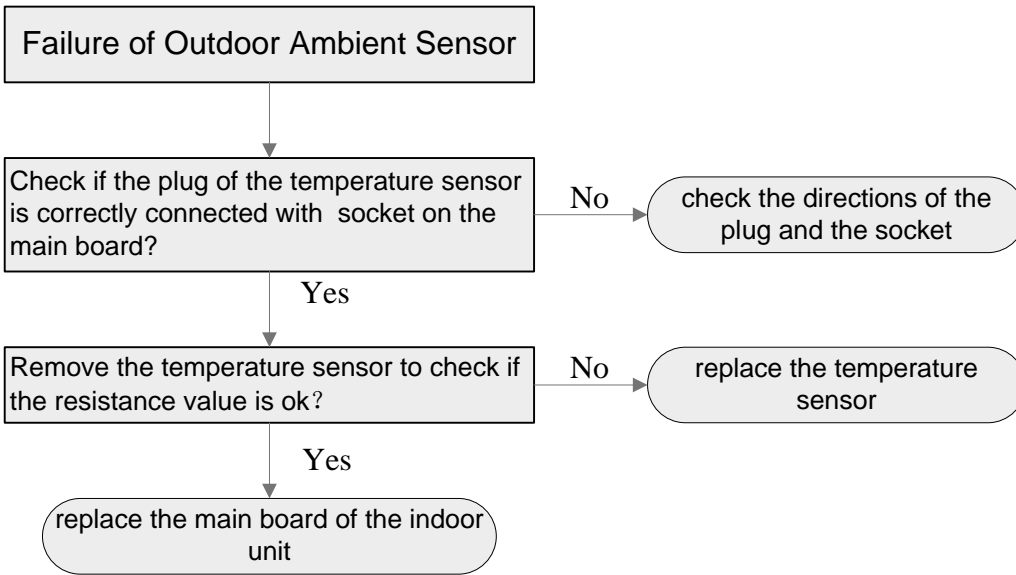 Failure of Outdoor Ambient Sensor
Check if the plug of the temperature sensor
is correctly connected with socket on the
main board?
No
check the directions of the
plug and the socket
Yes
Remove the temperature sensor to check if
the resistance value is ok？
No
replace the temperature
sensor
Yes
replace the main board of the indoor
unit